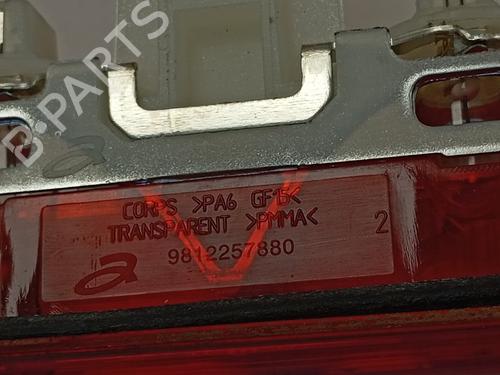 B-PARTS
CORPS >PA6 GF15<
TRANSPARENT >PMMA<
9812257880
2